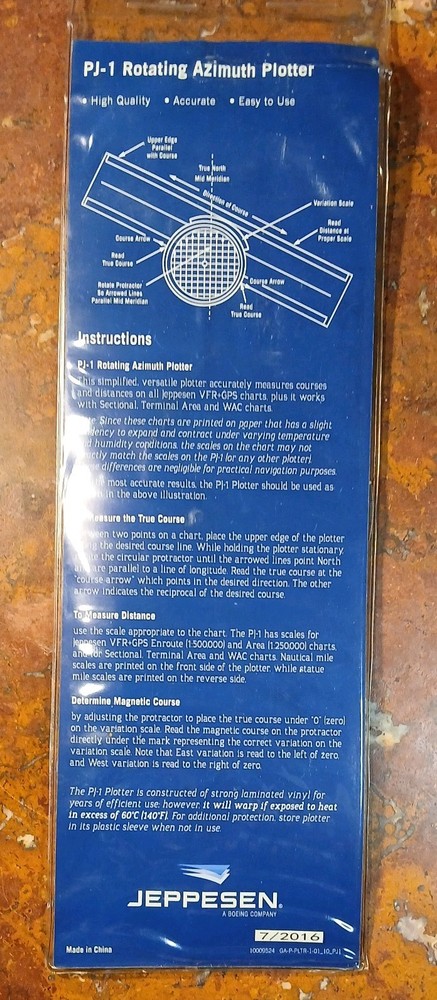 PJ-1 Rotating Azimuth Plotter
• High Quality • Accurate • Easy to Use
Upper Edge
Parallel
with Course
True North
Mid Meridian
Direction of Course
Variation Scale
Read
Distance at
Proper Scale
Course Arrow
Read
True Course
Rotate Protractor
So Arrowed Lines
Parallel Mid Meridian
Course Arrow
Read
True Course
Instructions
PJ-1 Rotating Azimuth Plotter
This simplified, versatile plotter accurately measures courses
and distances on all Jeppesen VFR+GPS charts, plus it works
with Sectional, Terminal Area and WAC charts.
Since these charts are printed on paper that has a slight
to expand and contract under varying temperature
humidity conditions, the scales on the chart may not
match the scales on the PJ-1 (or any other plotter).
differences are negligible for practical navigation purposes.
most accurate results, the PJ-1 Plotter should be used as
in the above illustration.
Measure the True Course
two points on a chart, place the upper edge of the plotter
the desired course line. While holding the plotter stationary,
the circular protractor until the arrowed lines point North
are parallel to a line of longitude. Read the true course at the
"course arrow" which points in the desired direction. The other
arrow indicates the reciprocal of the desired course.
To Measure Distance
use the scale appropriate to the chart. The PJ-1 has scales for
Jeppesen VFR+GPS Enroute (1:500000) and Area (1:250000) charts,
and for Sectional, Terminal Area and WAC charts. Nautical mile
scales are printed on the front side of the plotter, while statue
mile scales are printed on the reverse side.
Determine Magnetic Course
by adjusting the protractor to place the true course under "0" (zero)
on the variation scale. Read the magnetic course on the protractor
directly under the mark representing the correct variation on the
variation scale. Note that East variation is read to the left of zero,
and West variation is read to the right of zero.
The PJ-1 Plotter is constructed of strong laminated vinyl for
years of efficient use; however, it will warp if exposed to heat
in excess of 60°C (140°F). For additional protection, store plotter
in its plastic sleeve when not in use.
JEPPESEN®
A BOEING COMPANY
7/2016
Made in China
10009524 GA-P-PLTR-1-01_10_PJ1